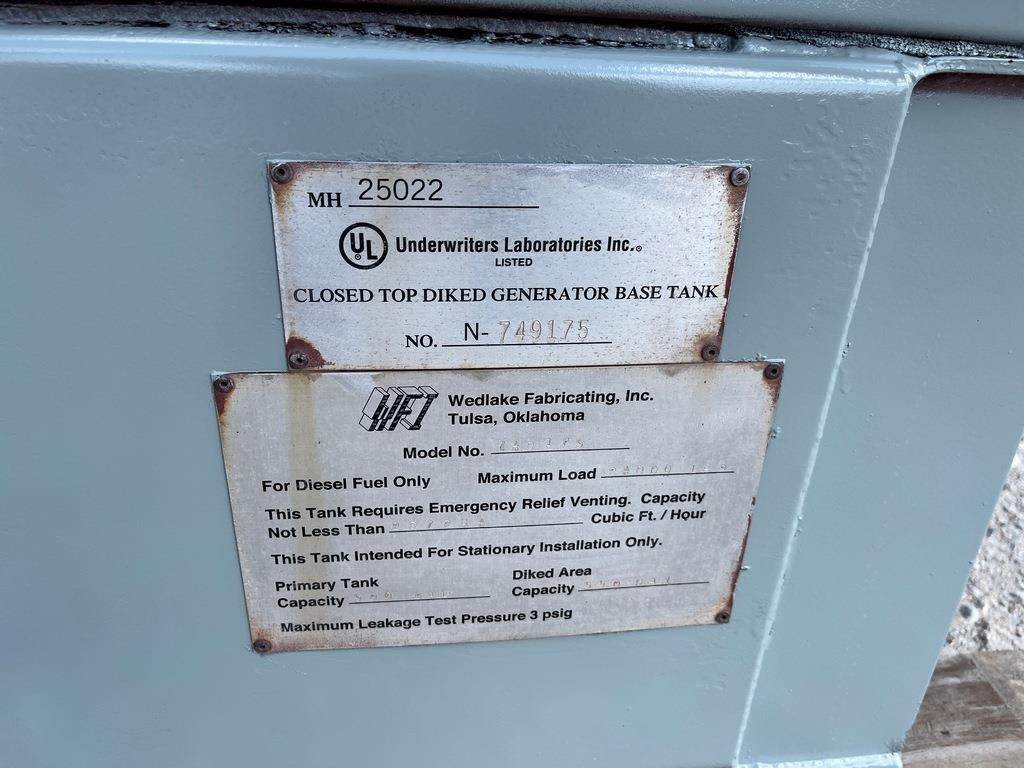 MH 25022
UL Underwriters Laboratories Inc.®
LISTED
CLOSED TOP DIKED GENERATOR BASE TANK
NO. N- 749175
WFI Wedlake Fabricating, Inc.
Tulsa, Oklahoma
Model No.
For Diesel Fuel Only Maximum Load
This Tank Requires Emergency Relief Venting. Capacity
Not Less Than Cubic Ft. / Hour
This Tank Intended For Stationary Installation Only.
Primary Tank Diked Area
Capacity Capacity
Maximum Leakage Test Pressure 3 psig